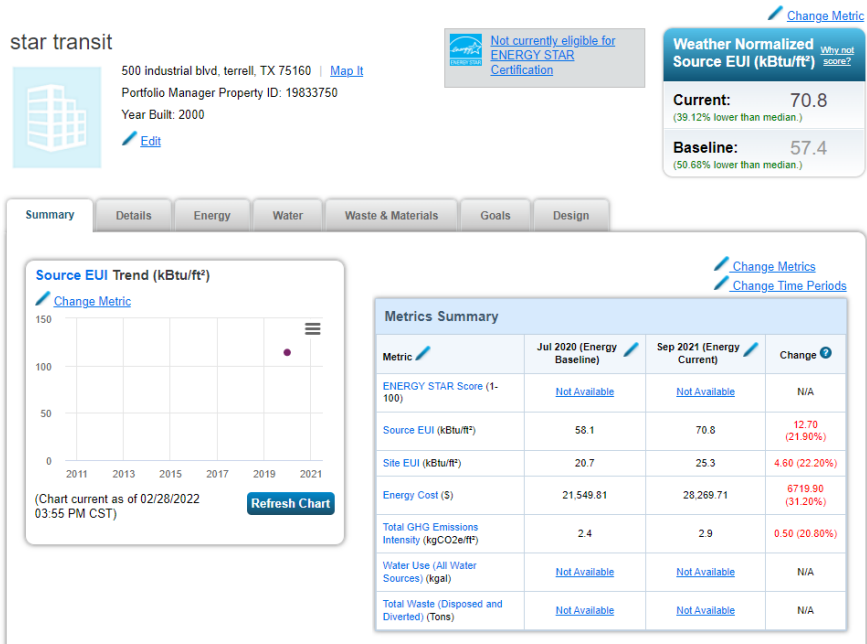 Change Metric
star transit
Not currently eligible for
ENERGY STAR
Certification
ENERGY STAR
Weather Normalized
Source EUI (kBtu/ft²)
Why not
score?
500 industrial blvd, terrell, TX 75160 | Map It
Portfolio Manager Property ID: 19833750
Year Built: 2000
Edit
Current: 70.8
(39.12% lower than median.)
Baseline: 57.4
(50.68% lower than median.)
Summary Details Energy Water Waste & Materials Goals Design
Source EUI Trend (kBtu/ft²)
Change Metric
150
100
50
0
2011 2013 2015 2017 2019 2021
(Chart current as of 02/28/2022
03:55 PM CST)
Refresh Chart
Change Metrics
Change Time Periods
Metrics Summary
Metric Jul 2020 (Energy Baseline) Sep 2021 (Energy Current) Change ?
ENERGY STAR Score (1-
100) Not Available Not Available N/A
Source EUI (kBtu/ft²) 58.1 70.8 12.70
(21.90%)
Site EUI (kBtu/ft²) 20.7 25.3 4.60 (22.20%)
Energy Cost ($) 21,549.81 28,269.71 6719.90
(31.20%)
Total GHG Emissions
Intensity (kgCO2e/ft²) 2.4 2.9 0.50 (20.80%)
Water Use (All Water
Sources) (kgal) Not Available Not Available N/A
Total Waste (Disposed and
Diverted) (Tons) Not Available Not Available N/A